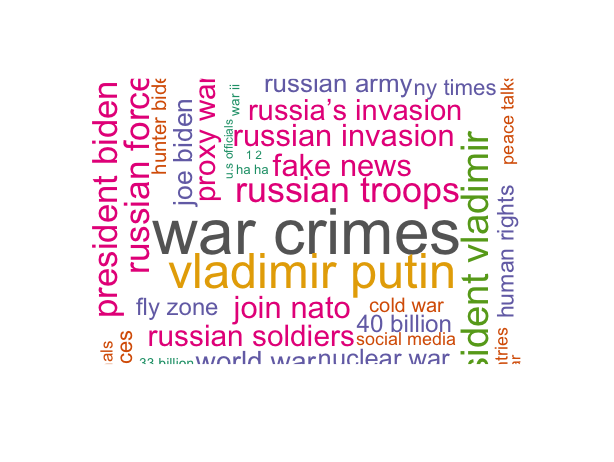 russian army
ny times
russia's invasion
russian invasion
fake news
russian troops
war crimes
vladimir putin
fly zone
join nato
cold war
40 billion
russian soldiers
social media
33 billion
world war
nuclear war
president biden
russian force
hunter bide
joe biden
proxy war
u.s officials
war ii
1 2
ha ha
sident vladimir
human rights
peace talks
als
ces
tries
ar